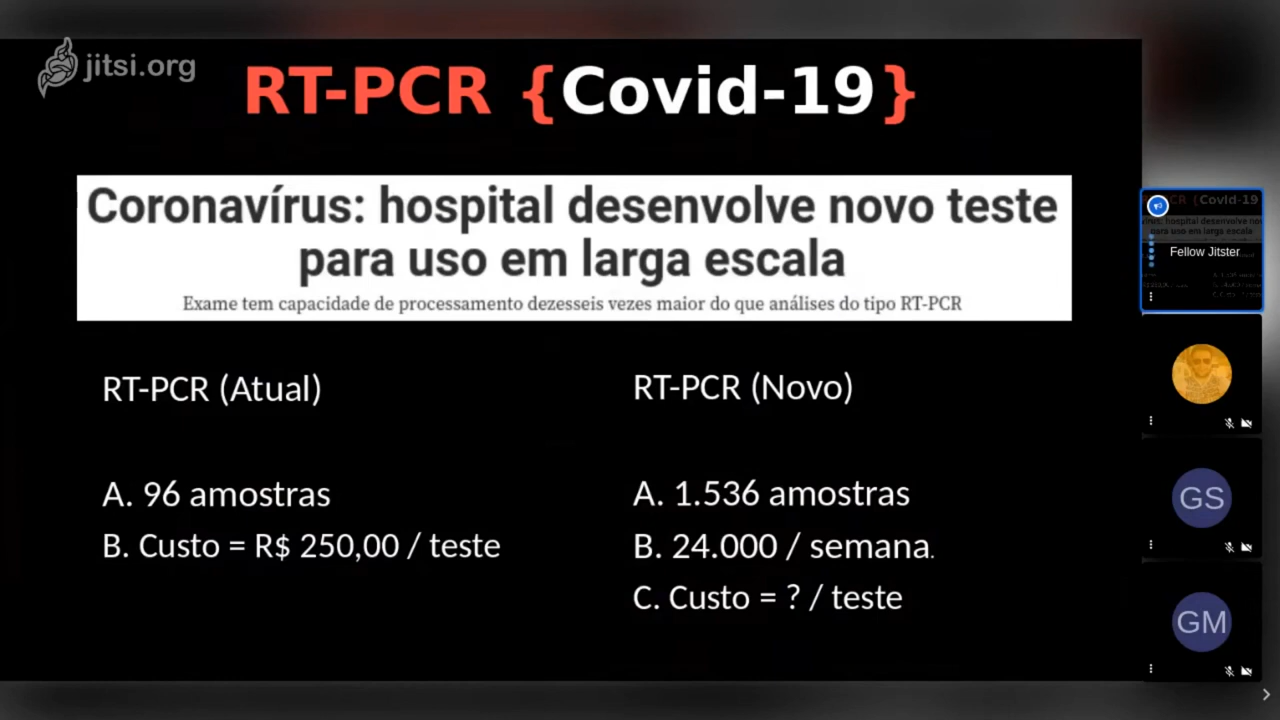 jitsi.org
RT-PCR {Covid-19}
Coronavírus: hospital desenvolve novo teste
para uso em larga escala
Exame tem capacidade de processamento dezesseis vezes maior do que análises do tipo RT-PCR
RT-PCR (Atual)
A. 96 amostras
B. Custo = R$ 250,00 / teste
RT-PCR (Novo)
A. 1.536 amostras
B. 24.000 / semana.
C. Custo = ? / teste
Fellow Jitster
GS
GM